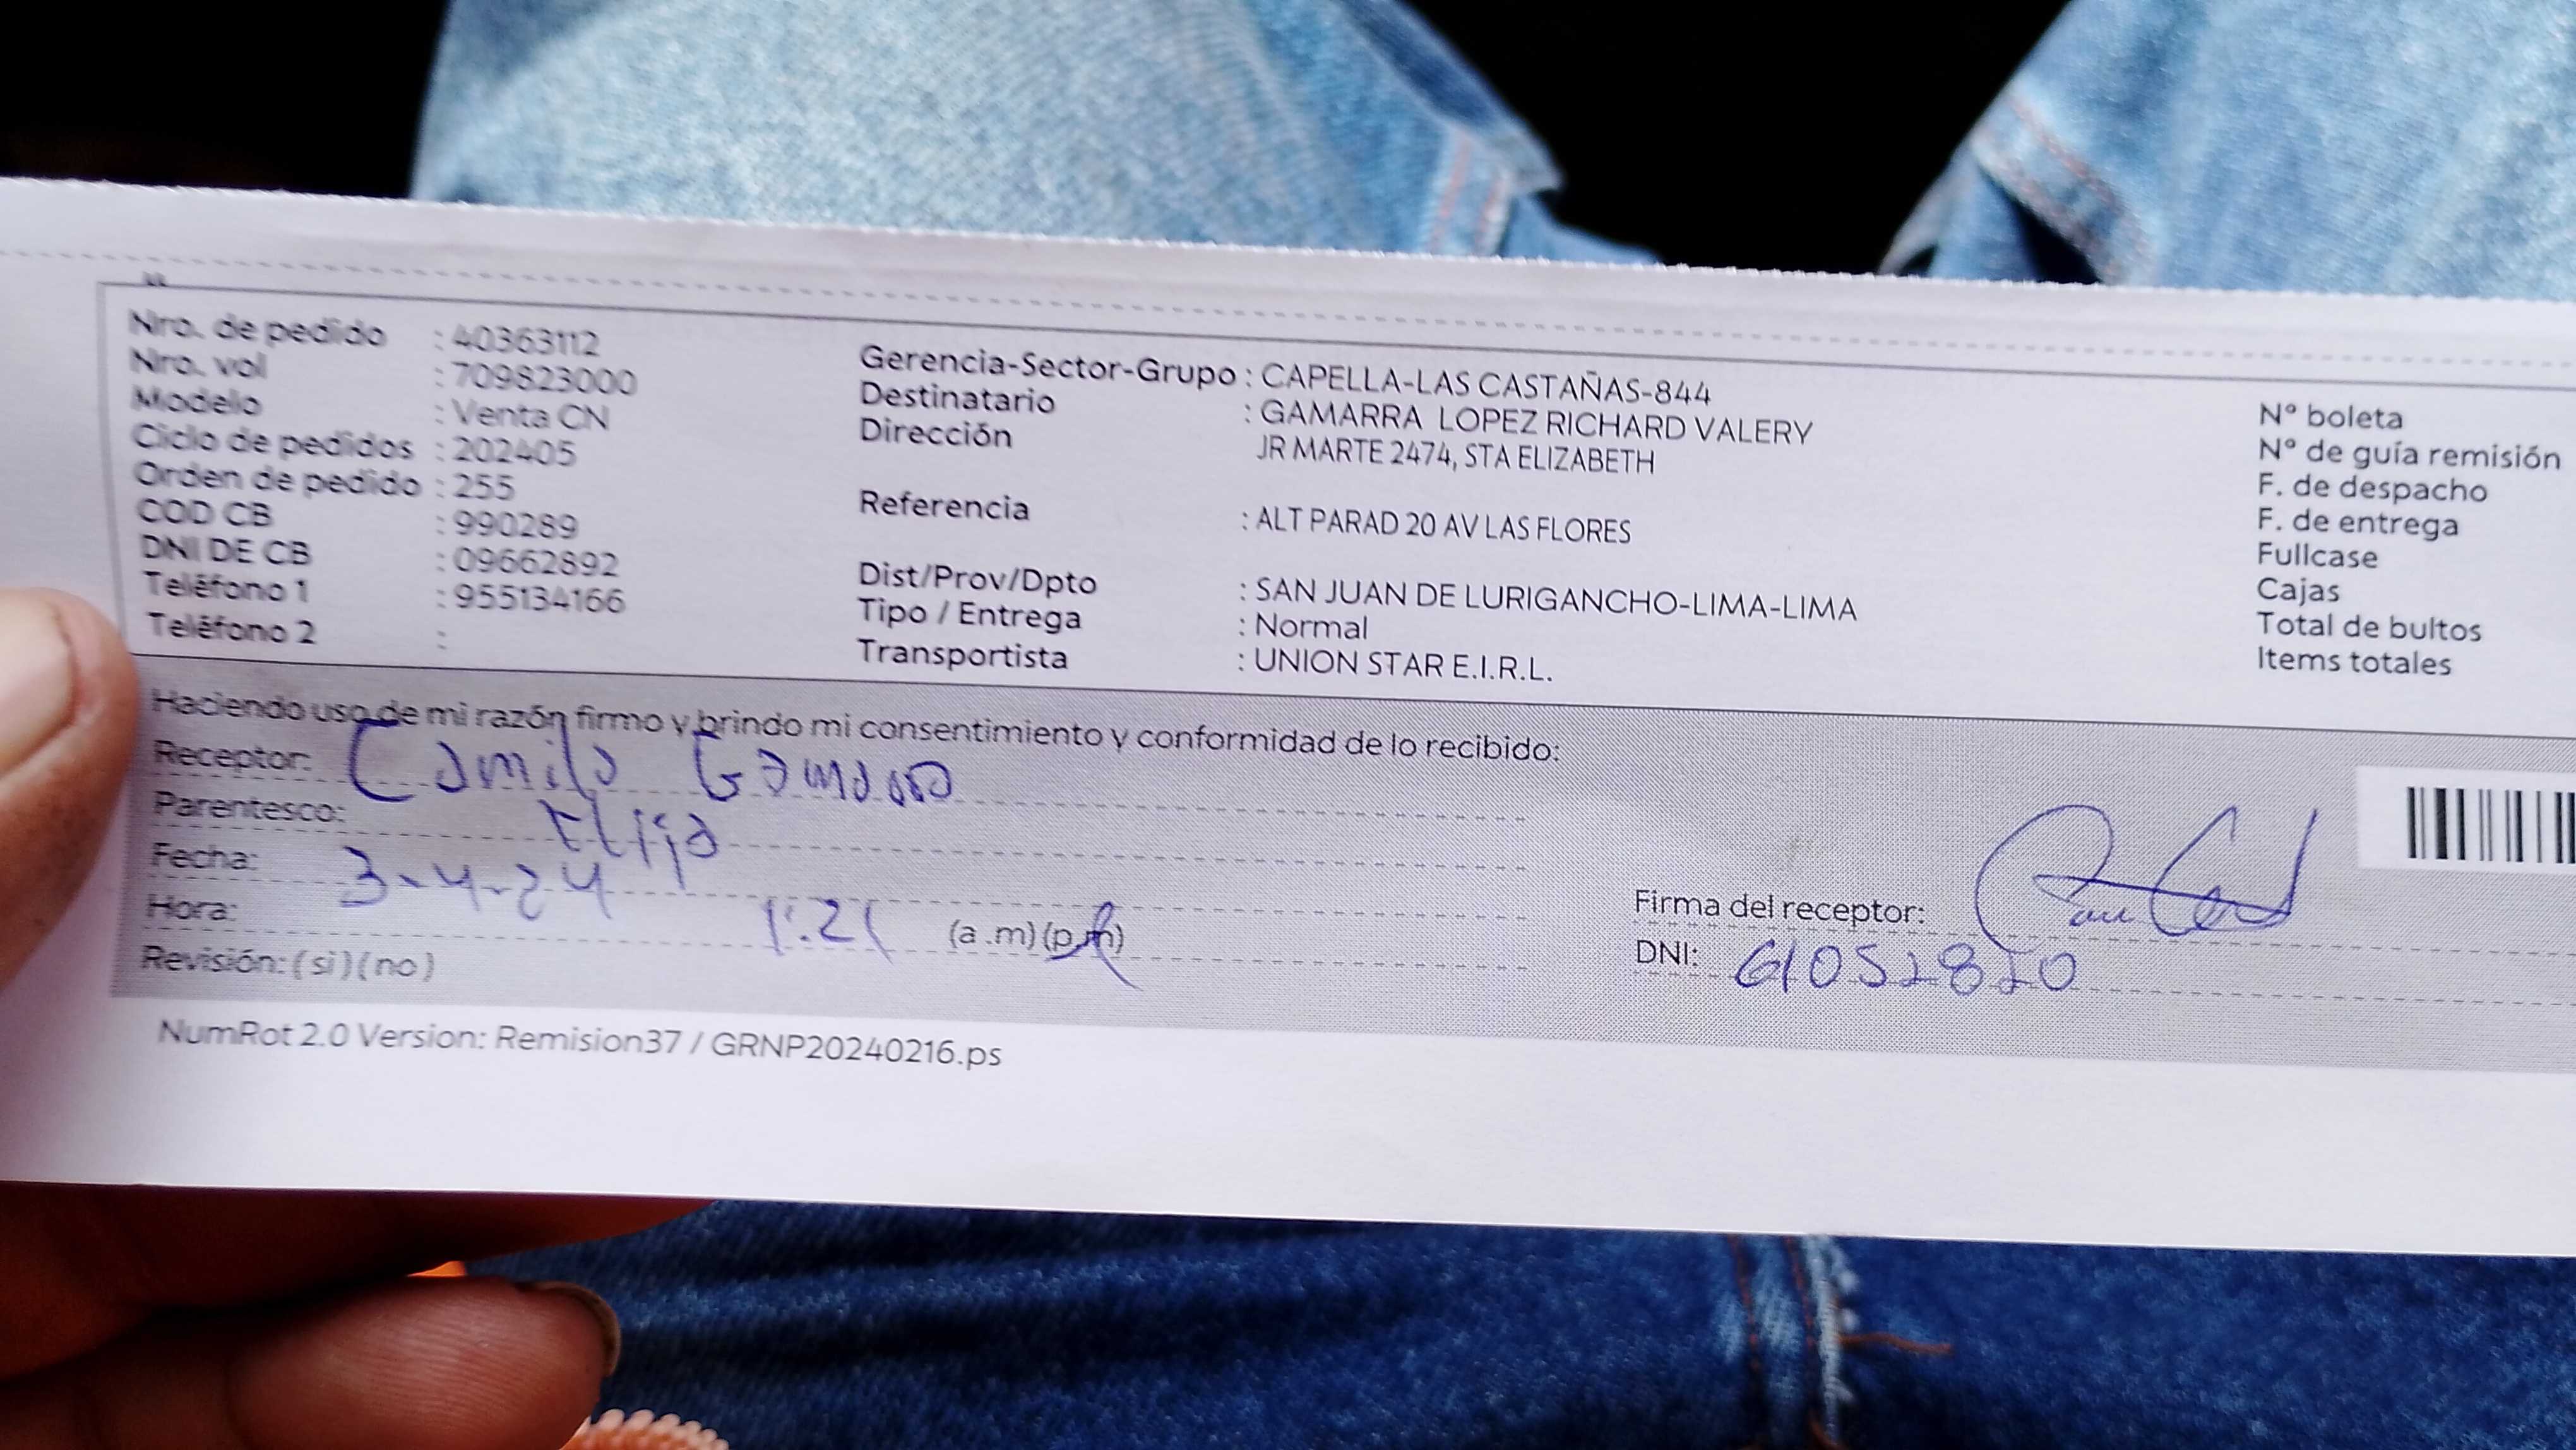 Nro. de pedido : 40363112
Nro. vol : 709823000
Modelo : Venta CN
Ciclo de pedidos : 202405
Orden de pedido : 255
COD CB : 990289
DNI DE CB : 09662892
Teléfono 1 : 955134166
Teléfono 2 :
Gerencia-Sector-Grupo : CAPELLA-LAS CASTAÑAS-844
Destinatario : GAMARRA LOPEZ RICHARD VALERY
Dirección JR MARTE 2474, STA ELIZABETH
Referencia : ALT PARAD 20 AV LAS FLORES
Dist/Prov/Dpto : SAN JUAN DE LURIGANCHO-LIMA-LIMA
Tipo / Entrega : Normal
Transportista : UNION STAR E.I.R.L.
N° boleta
N° de guía remisión
F. de despacho
F. de entrega
Fullcase
Cajas
Total de bultos
Items totales
Haciendo uso de mi razón firmo y brindo mi consentimiento y conformidad de lo recibido:
Receptor: Camila Gamarra
Parentesco: Hija
Fecha: 3-4-24
Hora: 1:21 (a.m) (p.m)
Revisión: (si) (no)
Firma del receptor:
DNI:
NumRot 2.0 Version: Remision37 / GRNP20240216.ps